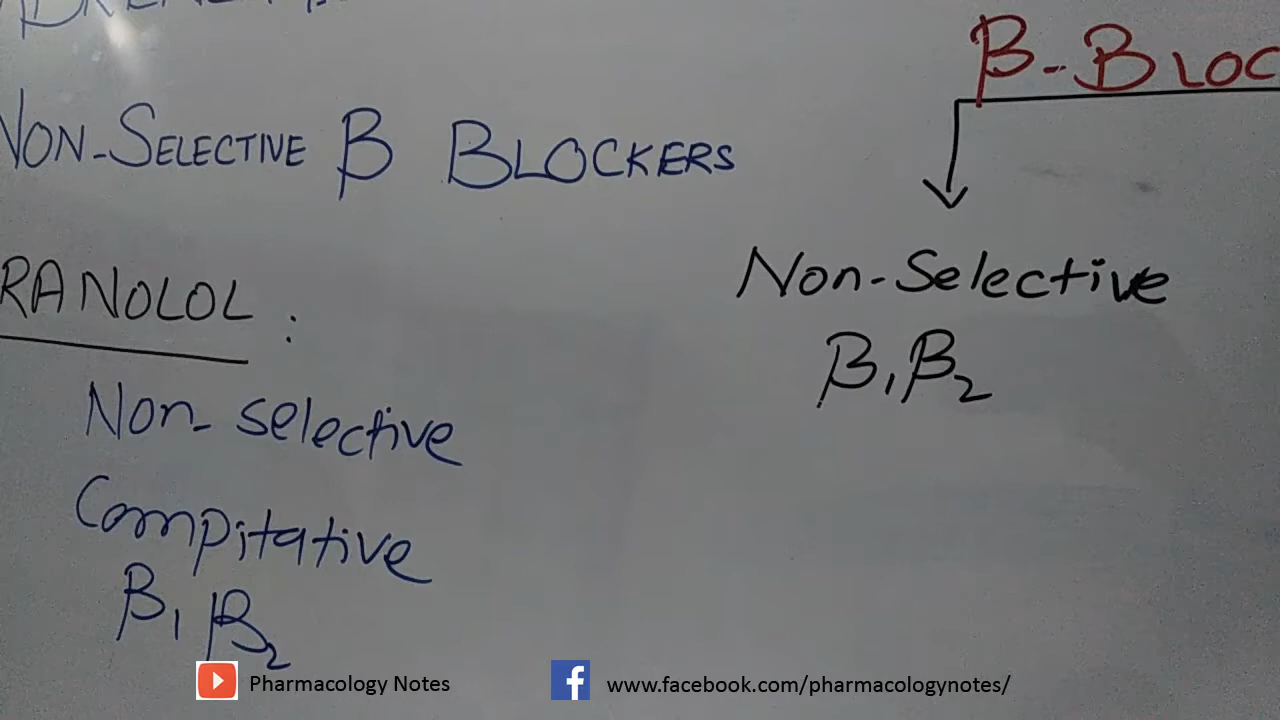 NON-SELECTIVE β BLOCKERS
RANOLOL :
Non-selective
Compitative
β1 β2
β-BLOC
Non-Selective
β1 β2
Pharmacology Notes
www.facebook.com/pharmacologynotes/